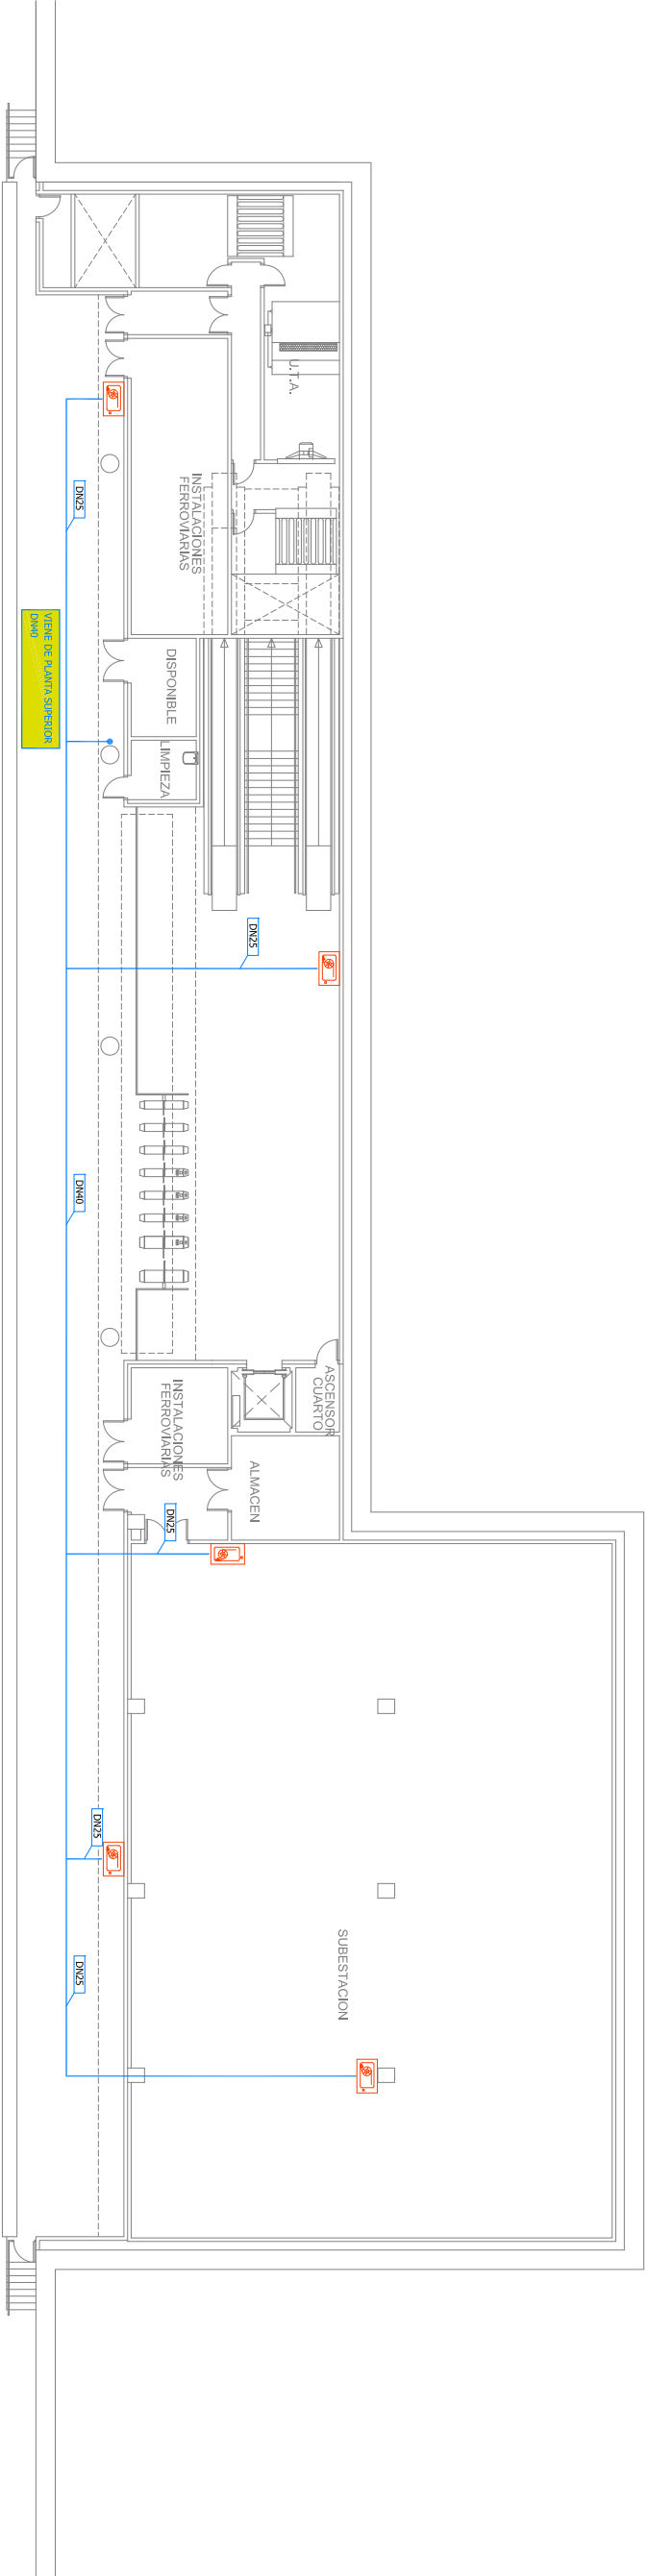 U.T.A.
INSTALACIONES
FERROVIARIAS
DN25
VIENE DE PLANTA SUPERIOR
DN40
DISPONIBLE
LIMPIEZA
DN25
DN40
ASCENSOR
CUARTO
INSTALACIONES
FERROVIARIAS
ALMACEN
DN25
DN25
SUBESTACION
DN25